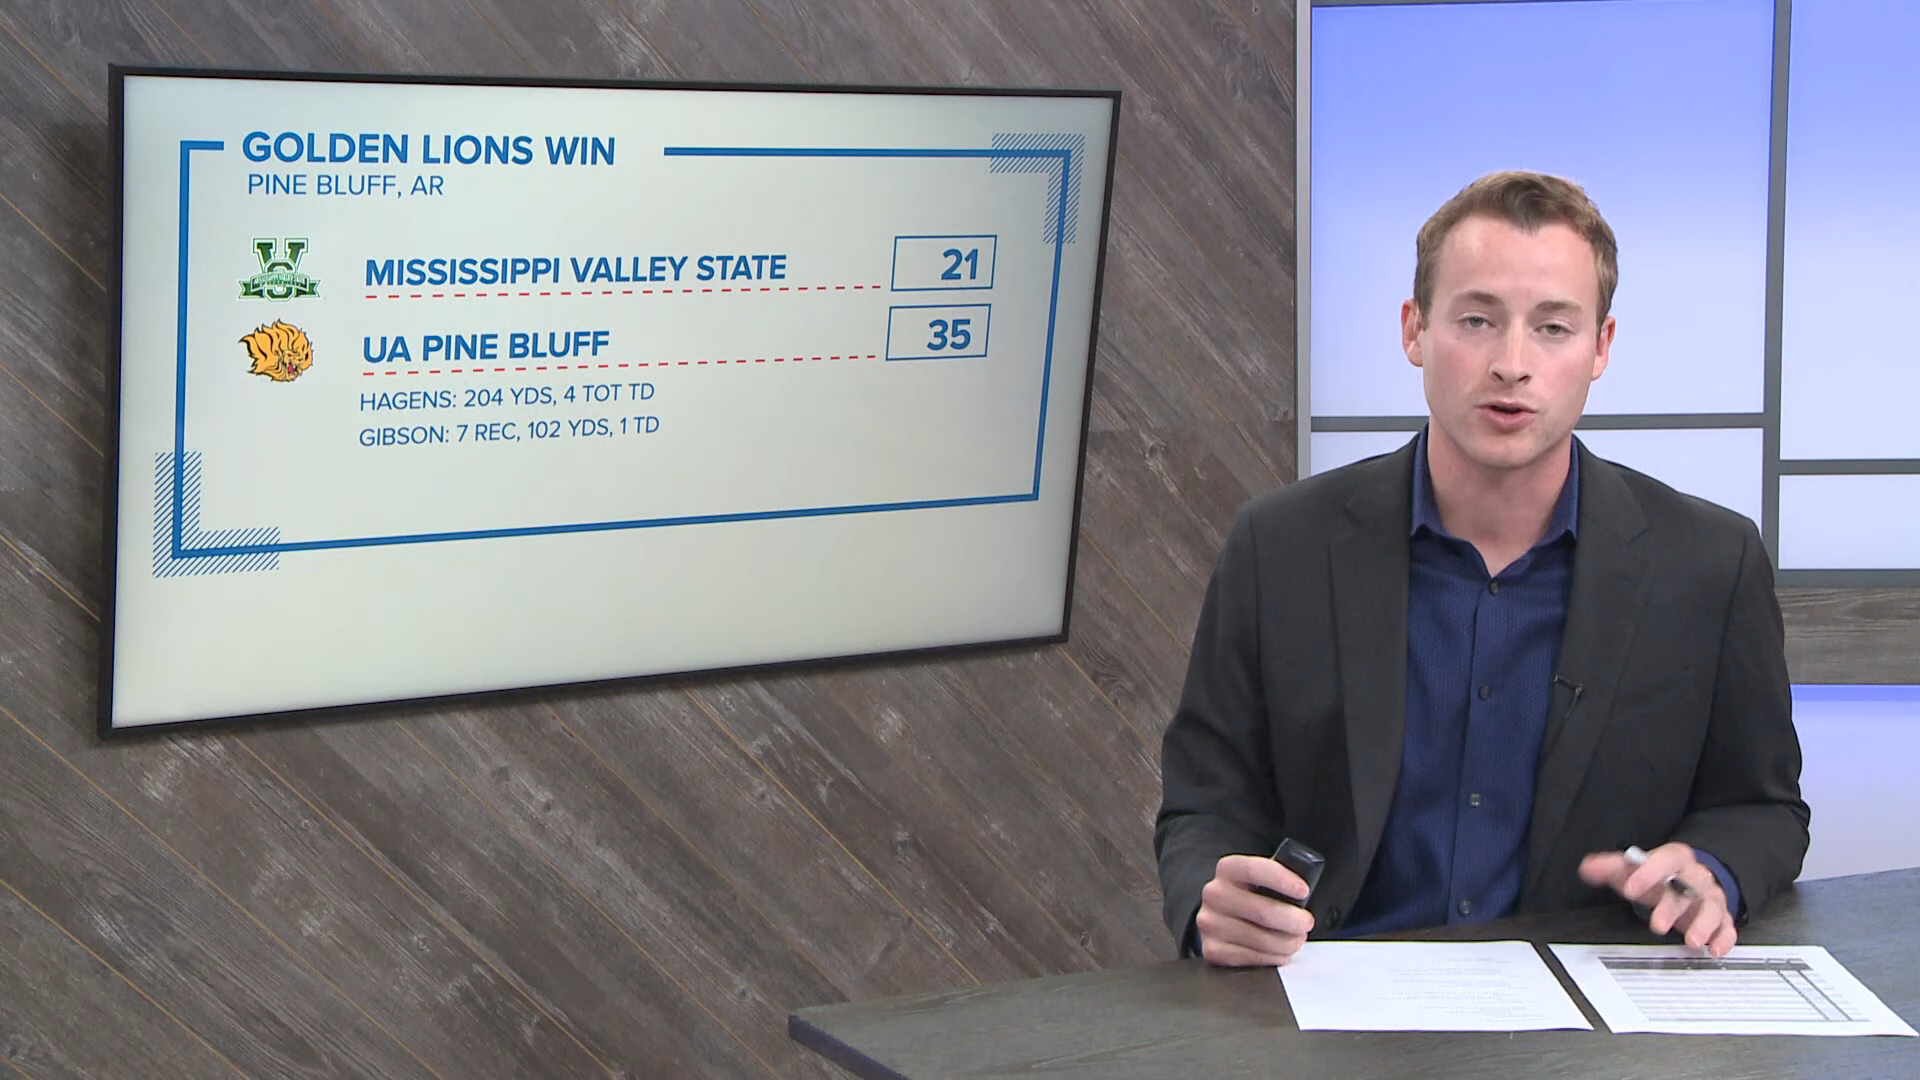 GOLDEN LIONS WIN
PINE BLUFF, AR
MISSISSIPPI VALLEY STATE 21
UA PINE BLUFF 35
HAGENS: 204 YDS, 4 TOT TD
GIBSON: 7 REC, 102 YDS, 1 TD